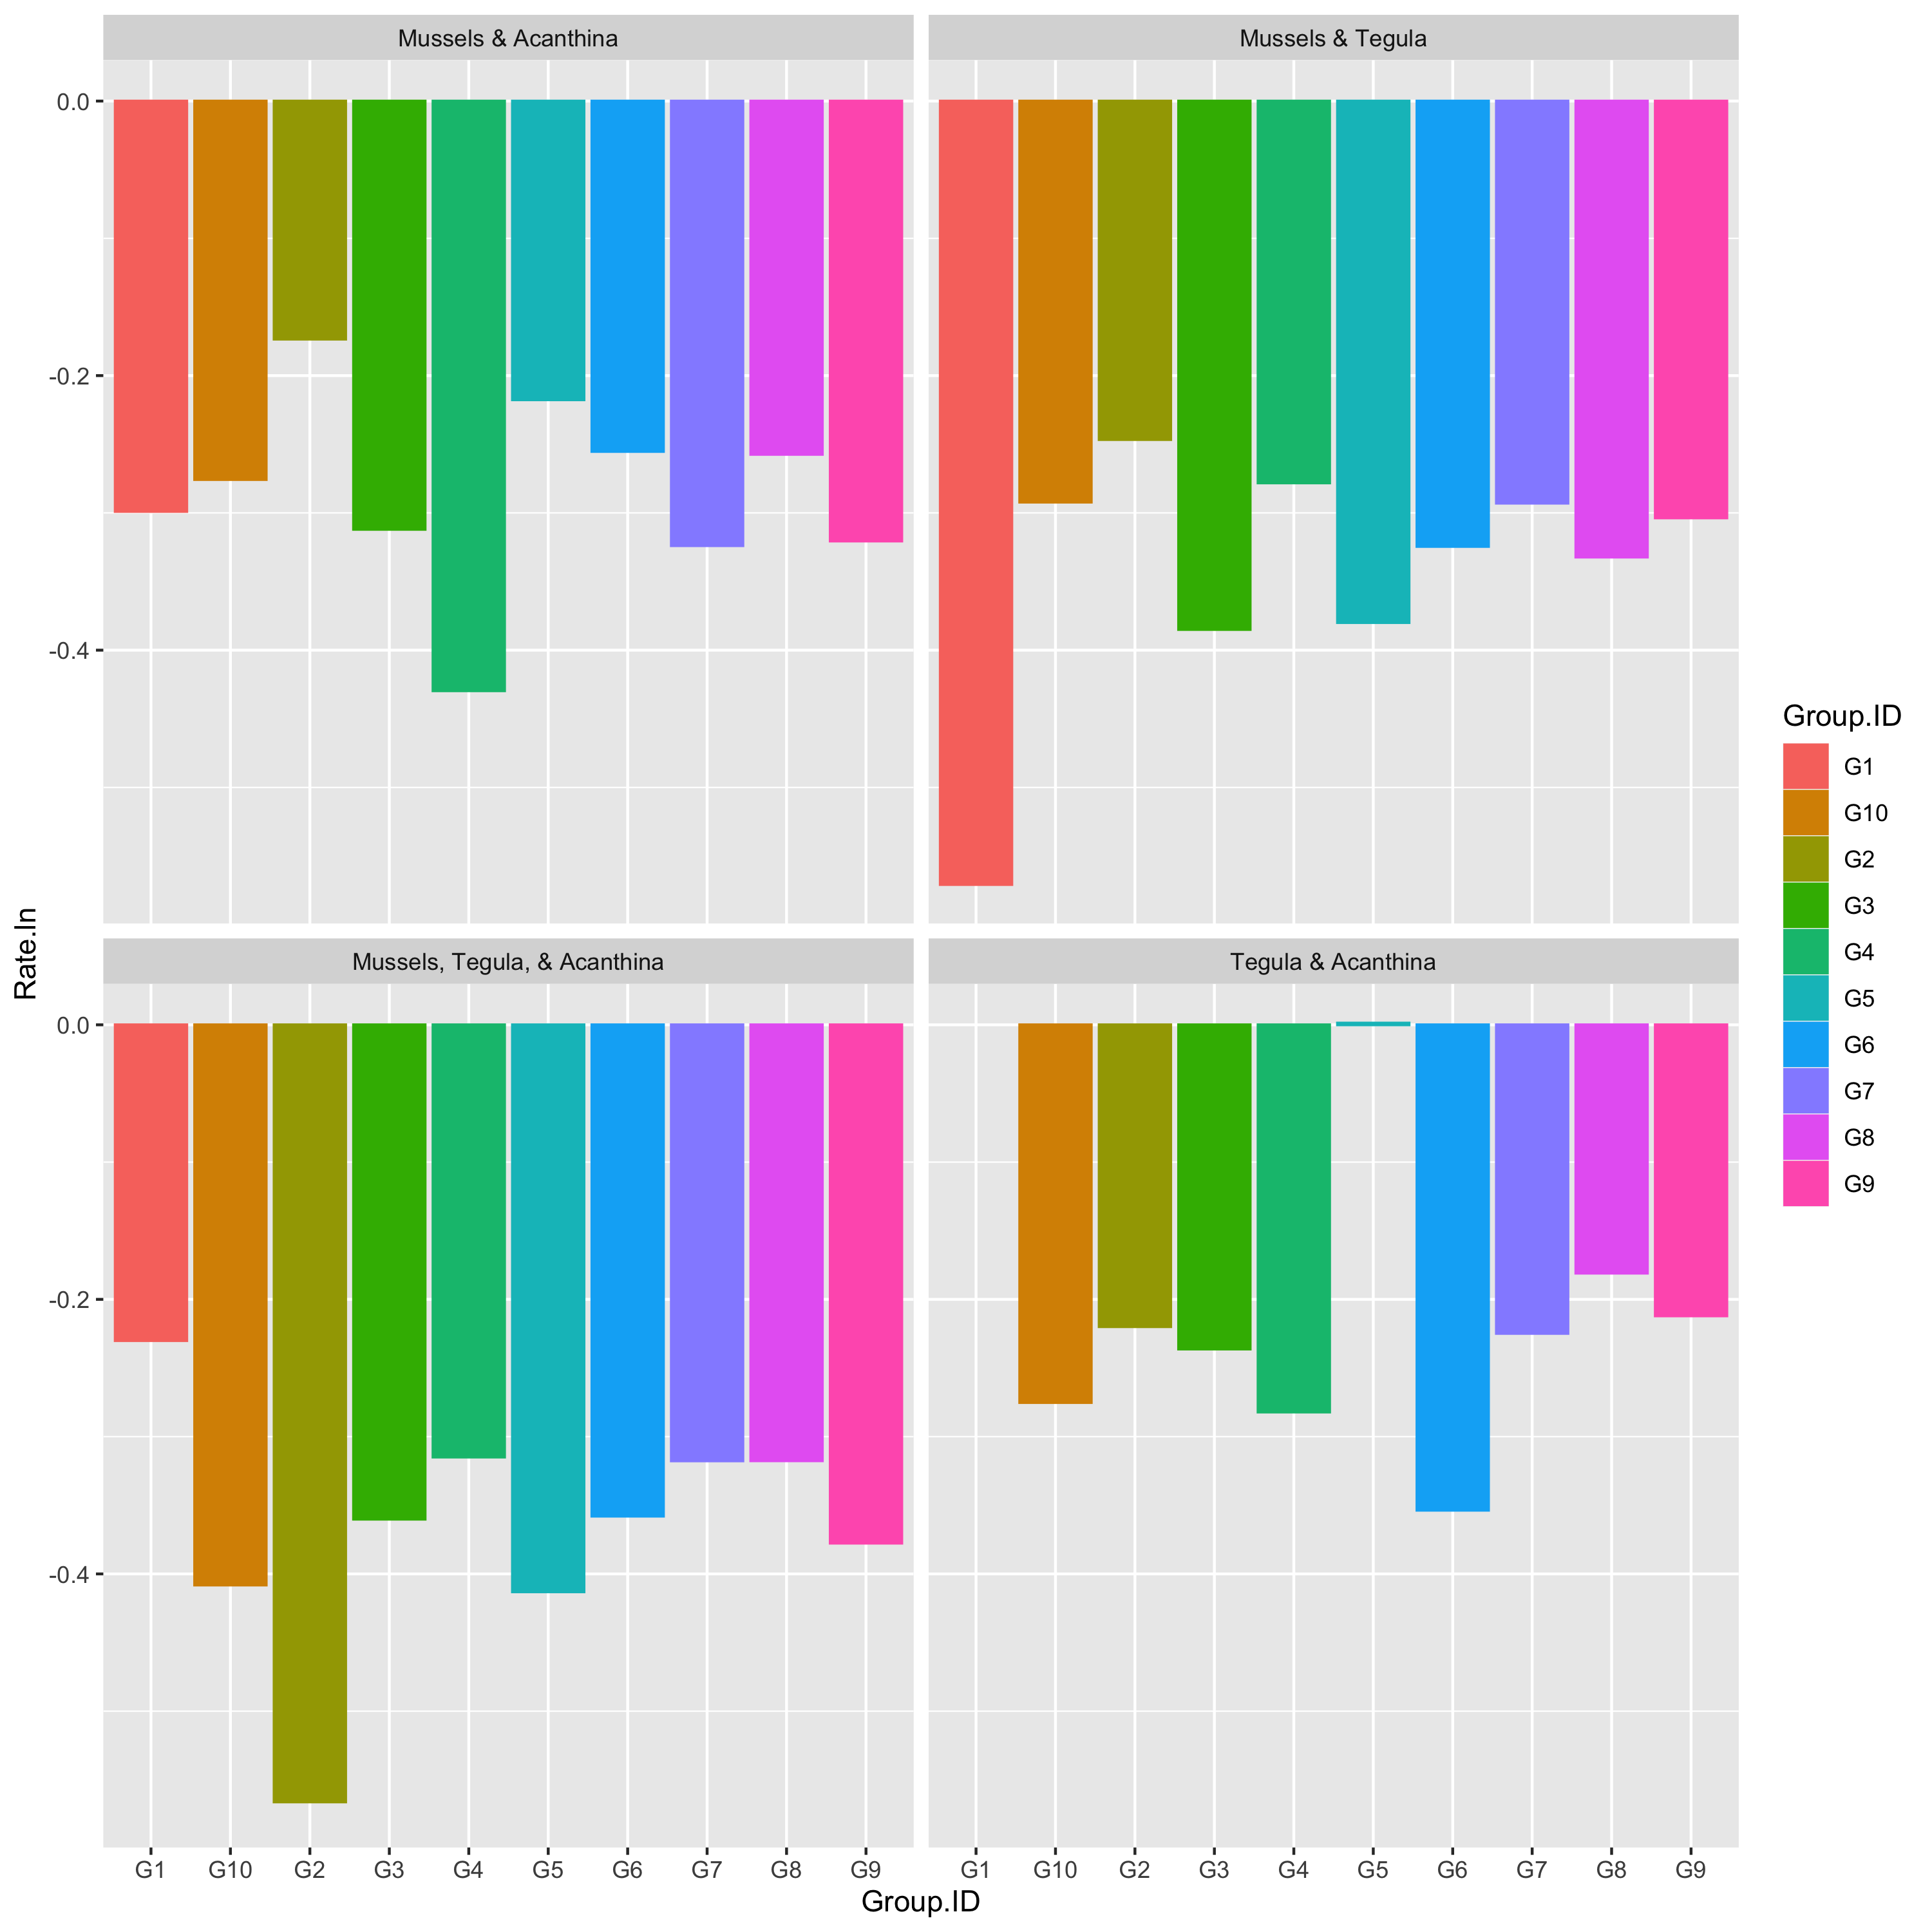 Mussels & Acanthina
Mussels & Tegula
0.0
-0.2
-0.4
Mussels, Tegula, & Acanthina
Tegula & Acanthina
0.0
-0.2
-0.4
G1 G10 G2 G3 G4 G5 G6 G7 G8 G9
G1 G10 G2 G3 G4 G5 G6 G7 G8 G9
Group.ID
Rate.ln
Group.ID
G1
G10
G2
G3
G4
G5
G6
G7
G8
G9